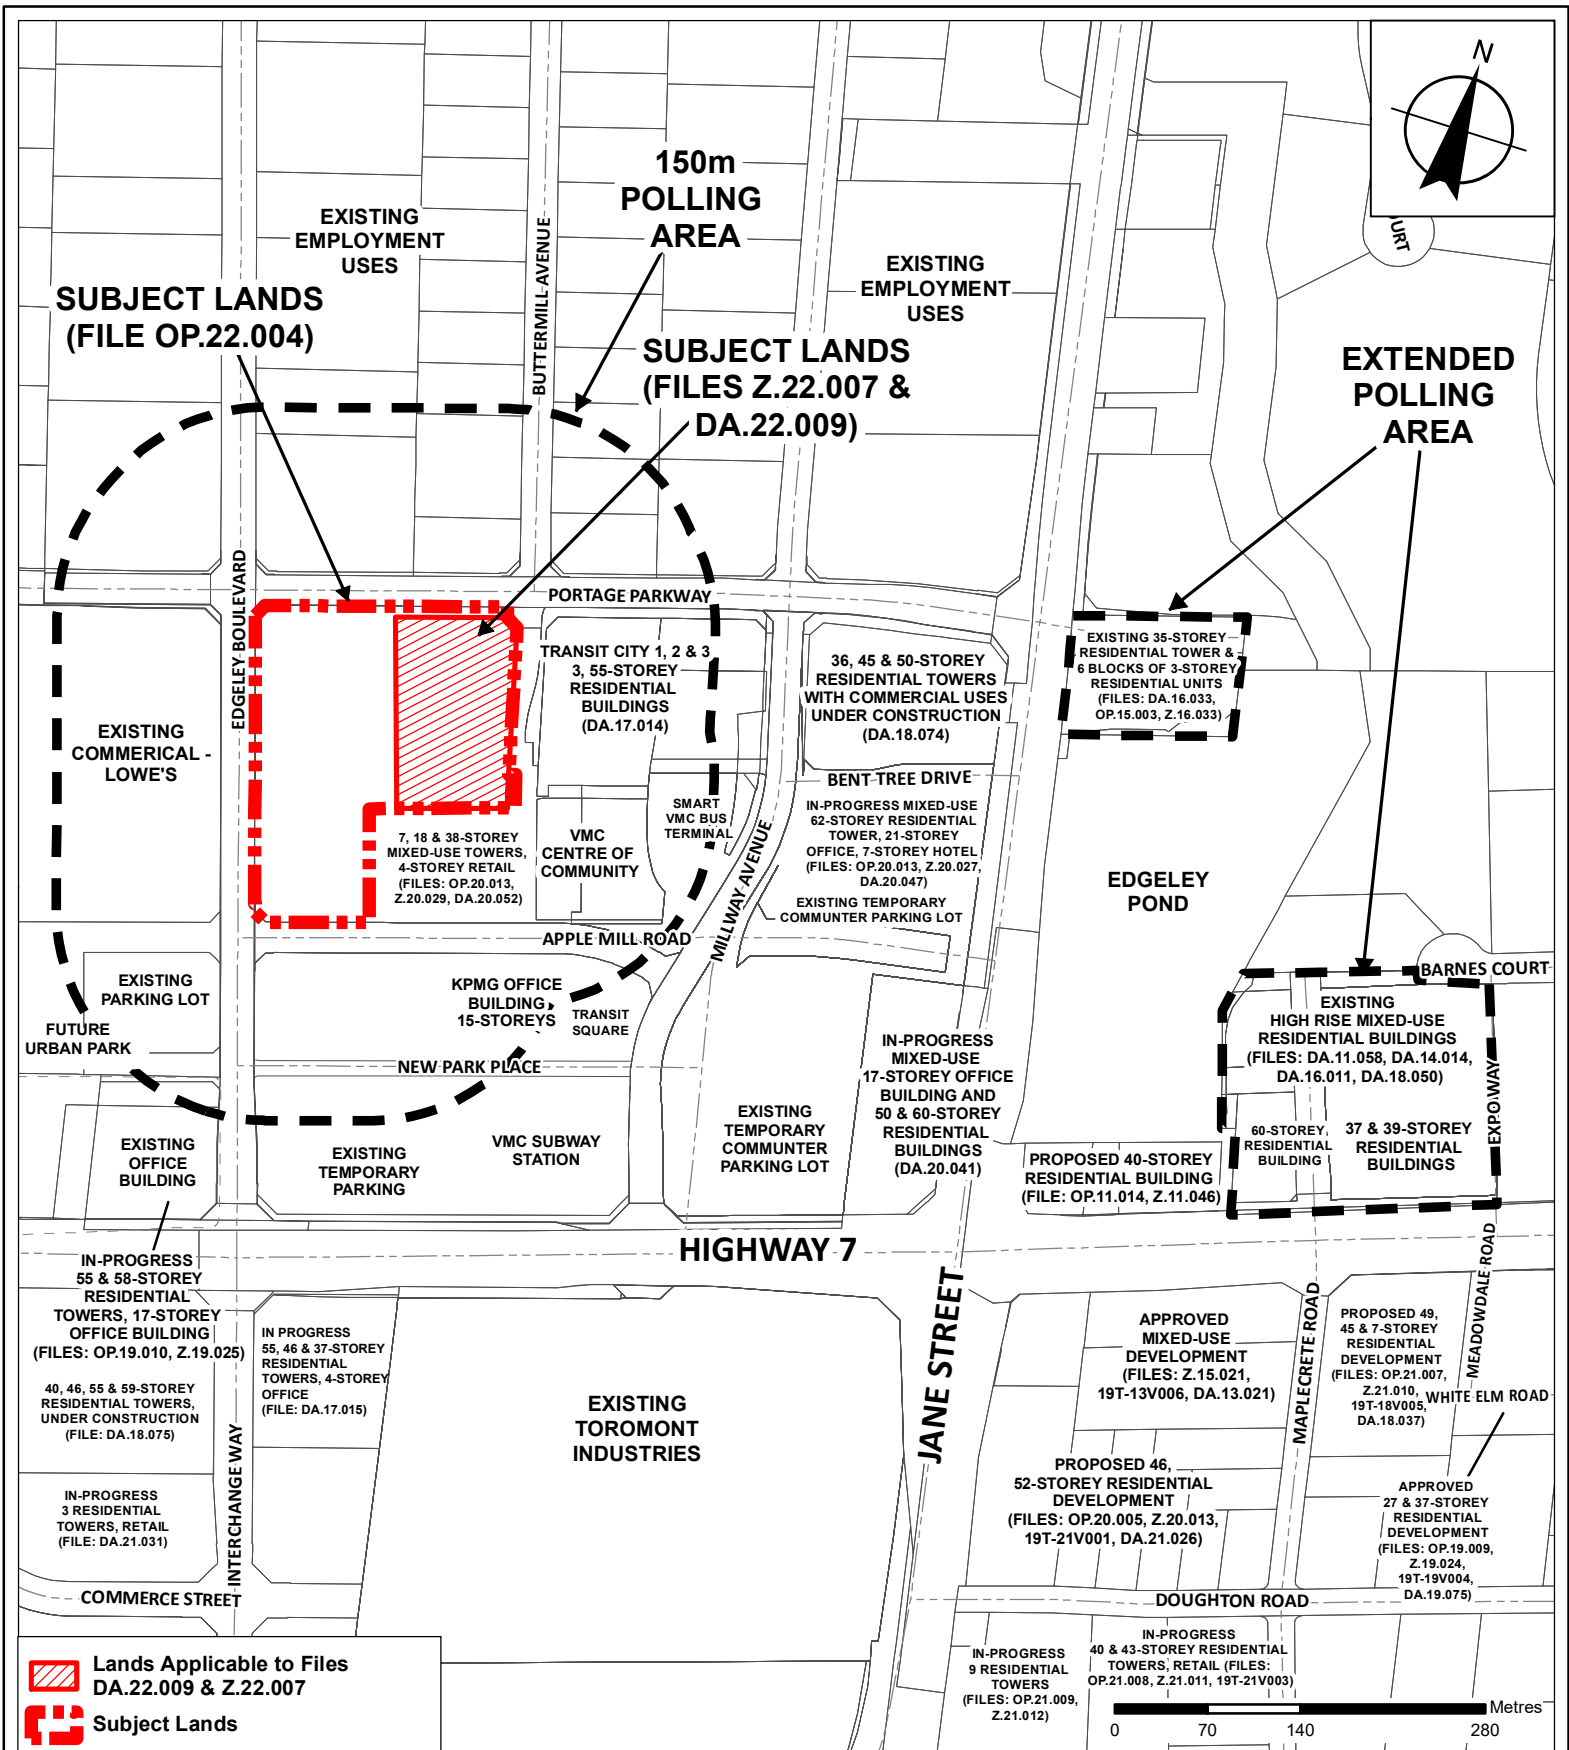 N
150m
POLLING
AREA
EXISTING
EMPLOYMENT
USES
BUTTERMILL AVENUE
EXISTING
EMPLOYMENT
USES
URT
SUBJECT LANDS
(FILE OP.22.004)
SUBJECT LANDS
(FILES Z.22.007 &
DA.22.009)
EXTENDED
POLLING
AREA
EDGELEY BOULEVARD
PORTAGE PARKWAY
EXISTING
COMMERICAL -
LOWE'S
TRANSIT CITY 1, 2 & 3
3, 55-STOREY
RESIDENTIAL
BUILDINGS
(DA.17.014)
36, 45 & 50-STOREY
RESIDENTIAL TOWERS
WITH COMMERCIAL USES
UNDER CONSTRUCTION
(DA.18.074)
EXISTING 35-STOREY
RESIDENTIAL TOWER &
6 BLOCKS OF 3-STOREY
RESIDENTIAL UNITS
(FILES: DA.16.033,
OP.15.003, Z.16.033)
BENT TREE DRIVE
7, 18 & 38-STOREY
MIXED-USE TOWERS,
4-STOREY RETAIL
(FILES: OP.20.013,
Z.20.029, DA.20.052)
VMC
CENTRE OF
COMMUNITY
SMART
VMC BUS
TERMINAL
MILLWAY AVENUE
IN-PROGRESS MIXED-USE
62-STOREY RESIDENTIAL
TOWER, 21-STOREY
OFFICE, 7-STOREY HOTEL
(FILES: OP.20.013, Z.20.027,
DA.20.047)
EXISTING TEMPORARY
COMMUNTER PARKING LOT
EDGELEY
POND
APPLE MILL ROAD
EXISTING
PARKING LOT
FUTURE
URBAN PARK
KPMG OFFICE
BUILDING
15-STOREYS
TRANSIT
SQUARE
NEW PARK PLACE
BARNES COURT
EXISTING
HIGH RISE MIXED-USE
RESIDENTIAL BUILDINGS
(FILES: DA.11.058, DA.14.014,
DA.16.011, DA.18.050)
EXPO WAY
IN-PROGRESS
MIXED-USE
17-STOREY OFFICE
BUILDING AND
50 & 60-STOREY
RESIDENTIAL
BUILDINGS
(DA.20.041)
EXISTING
OFFICE
BUILDING
EXISTING
TEMPORARY
PARKING
VMC SUBWAY
STATION
EXISTING
TEMPORARY
COMMUNTER
PARKING LOT
PROPOSED 40-STOREY
RESIDENTIAL BUILDING
(FILE: OP.11.014, Z.11.046)
60-STOREY
RESIDENTIAL
BUILDING
37 & 39-STOREY
RESIDENTIAL
BUILDINGS
HIGHWAY 7
IN-PROGRESS
55 & 58-STOREY
RESIDENTIAL
TOWERS, 17-STOREY
OFFICE BUILDING
(FILES: OP.19.010, Z.19.025)
40, 46, 55 & 59-STOREY
RESIDENTIAL TOWERS,
UNDER CONSTRUCTION
(FILE: DA.18.075)
IN-PROGRESS
3 RESIDENTIAL
TOWERS, RETAIL
(FILE: DA.21.031)
INTERCHANGE WAY
COMMERCE STREET
IN PROGRESS
55, 46 & 37-STOREY
RESIDENTIAL
TOWERS, 4-STOREY
OFFICE
(FILE: DA.17.015)
EXISTING
TOROMONT
INDUSTRIES
JANE STREET
APPROVED
MIXED-USE
DEVELOPMENT
(FILES: Z.15.021,
19T-13V006, DA.13.021)
MAPLECRETE ROAD
PROPOSED 49,
45 & 7-STOREY
RESIDENTIAL
DEVELOPMENT
(FILES: OP.21.007,
Z.21.010,
19T-18V005,
DA.18.037)
MEADOWDALE ROAD
WHITE ELM ROAD
PROPOSED 46,
52-STOREY RESIDENTIAL
DEVELOPMENT
(FILES: OP.20.005, Z.20.013,
19T-21V001, DA.21.026)
APPROVED
27 & 37-STOREY
RESIDENTIAL
DEVELOPMENT
(FILES: OP.19.009,
Z.19.024,
19T-19V004,
DA.19.075)
DOUGHTON ROAD
IN-PROGRESS
9 RESIDENTIAL
TOWERS
(FILES: OP.21.009,
Z.21.012)
IN-PROGRESS
40 & 43-STOREY RESIDENTIAL
TOWERS, RETAIL (FILES:
OP.21.008, Z.21.011, 19T-21V003)
Lands Applicable to Files
DA.22.009 & Z.22.007
Subject Lands
Metres
0 70 140 280